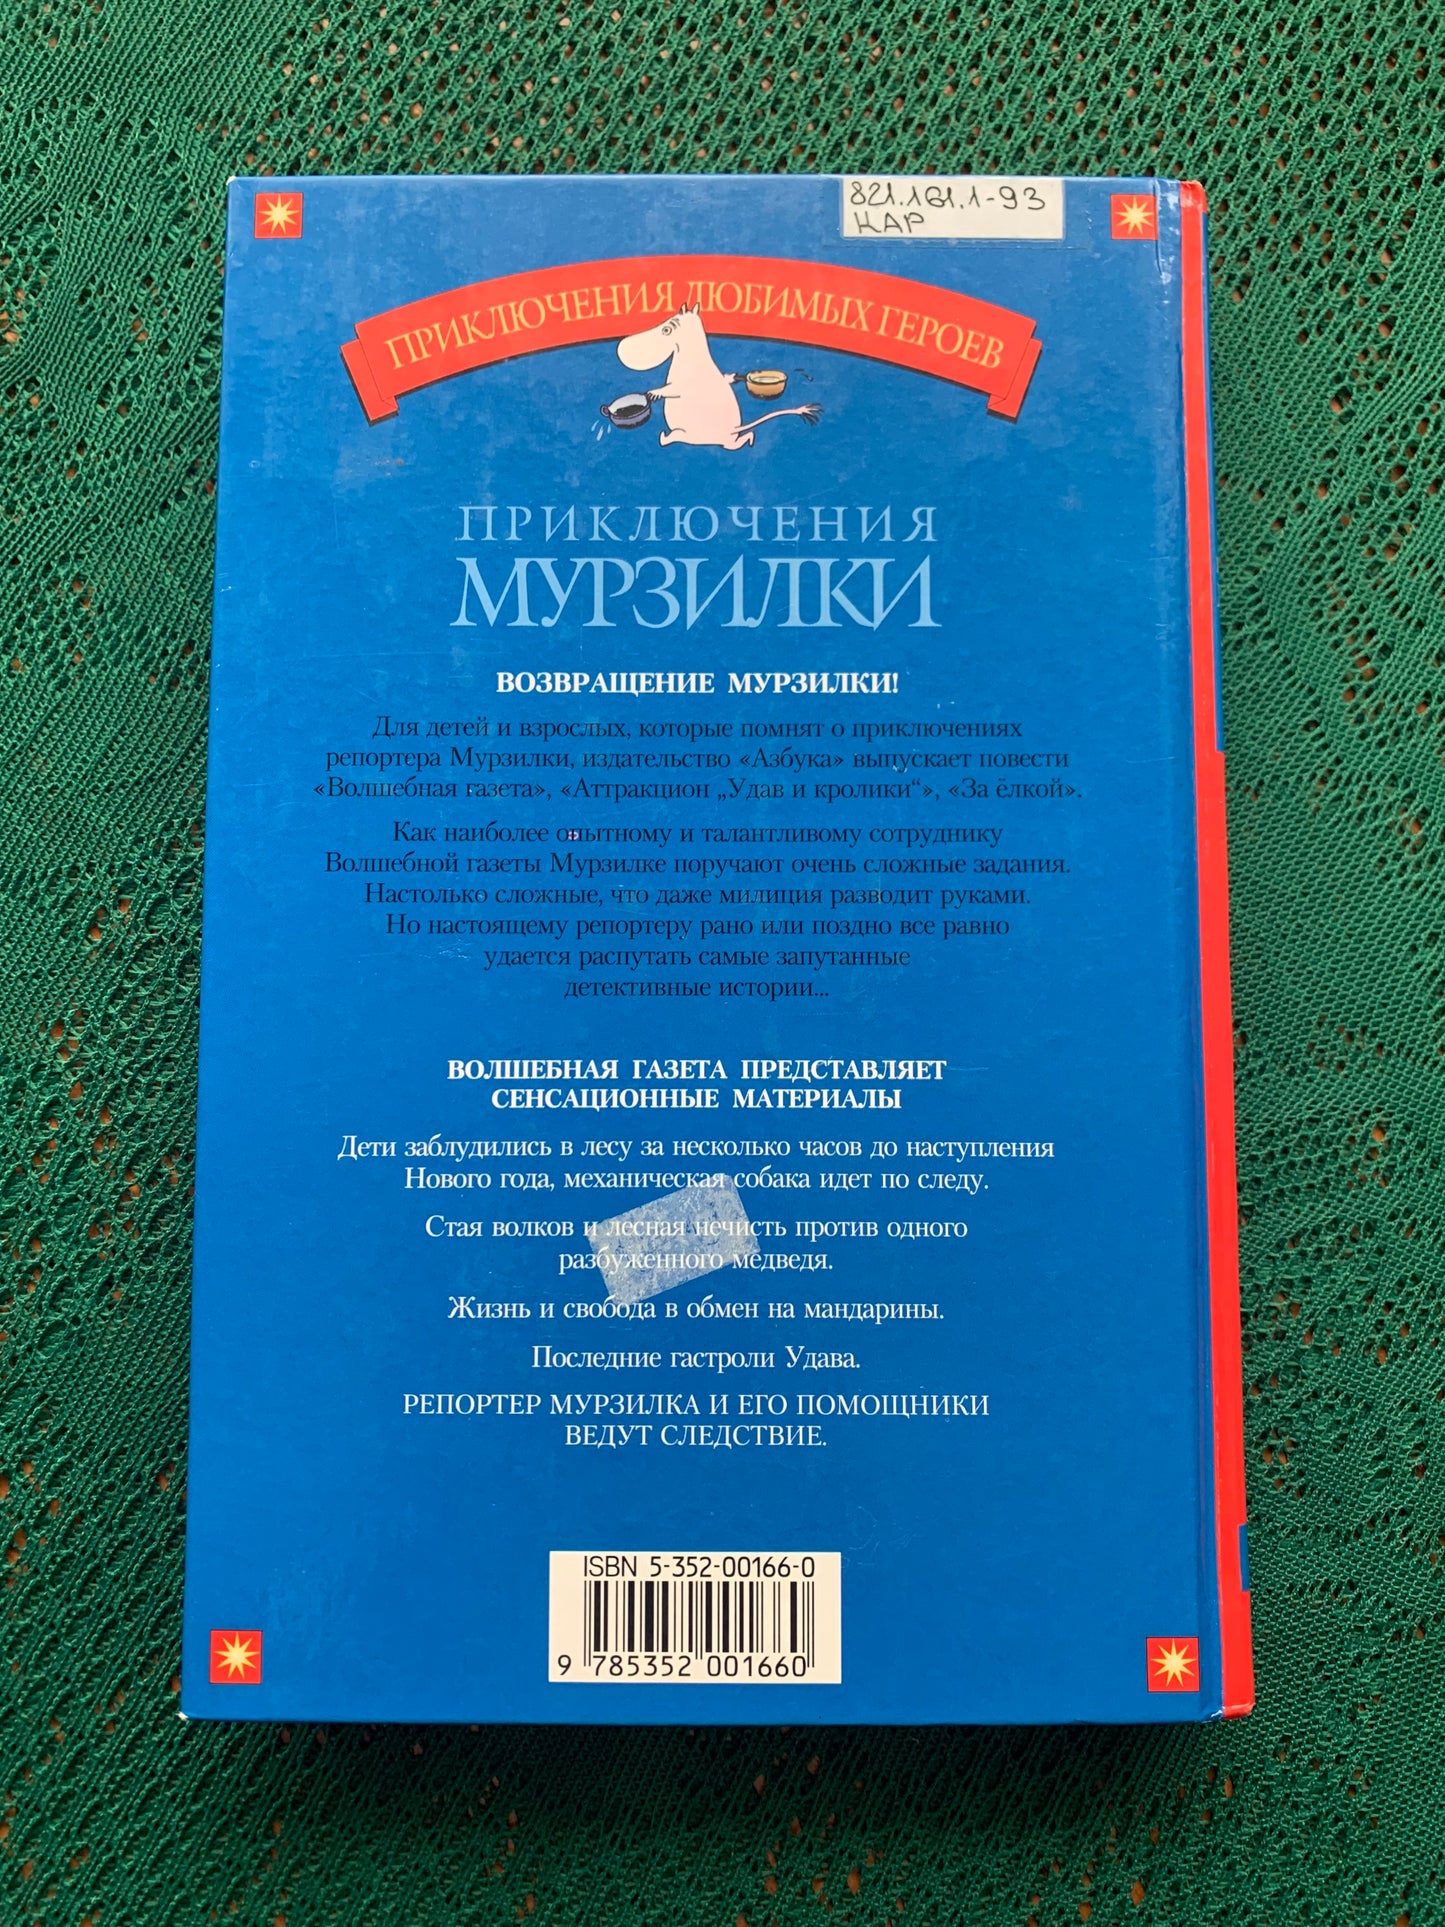 821.161.1-93
КАР
ПРИКЛЮЧЕНИЯ ЛЮБИМЫХ ГЕРОЕВ
ПРИКЛЮЧЕНИЯ
МУРЗИЛКИ
ВОЗВРАЩЕНИЕ МУРЗИЛКИ!
Для детей и взрослых, которые помнят о приключениях
репортера Мурзилки, издательство «Азбука» выпускает повести
«Волшебная газета», «Аттракцион „Удав и кролики“», «За ёлкой».
Как наиболее опытному и талантливому сотруднику
Волшебной газеты Мурзилке поручают очень сложные задания.
Настолько сложные, что даже милиция разводит руками.
Но настоящему репортеру рано или поздно все равно
удается распутать самые запутанные
детективные истории...
ВОЛШЕБНАЯ ГАЗЕТА ПРЕДСТАВЛЯЕТ
СЕНСАЦИОННЫЕ МАТЕРИАЛЫ
Дети заблудились в лесу за несколько часов до наступления
Нового года, механическая собака идет по следу.
Стая волков и лесная нечисть против одного
разбуженного медведя.
Жизнь и свобода в обмен на мандарины.
Последние гастроли Удава.
РЕПОРТЕР МУРЗИЛКА И ЕГО ПОМОЩНИКИ
ВЕДУТ СЛЕДСТВИЕ.
ISBN 5-352-00166-0
9 785352 001660